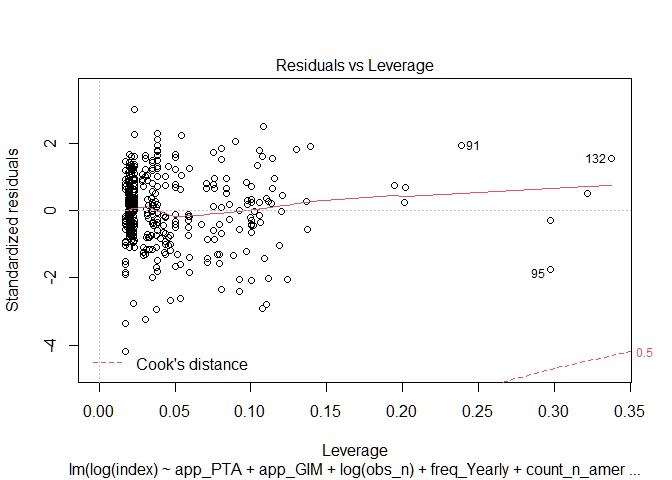 Residuals vs Leverage
Standardized residuals
2
0
-2
-4
91
132
95
0.5
Cook's distance
0.00 0.05 0.10 0.15 0.20 0.25 0.30 0.35
Leverage
lm(log(index) ~ app_PTA + app_GIM + log(obs_n) + freq_Yearly + count_n_amer ...